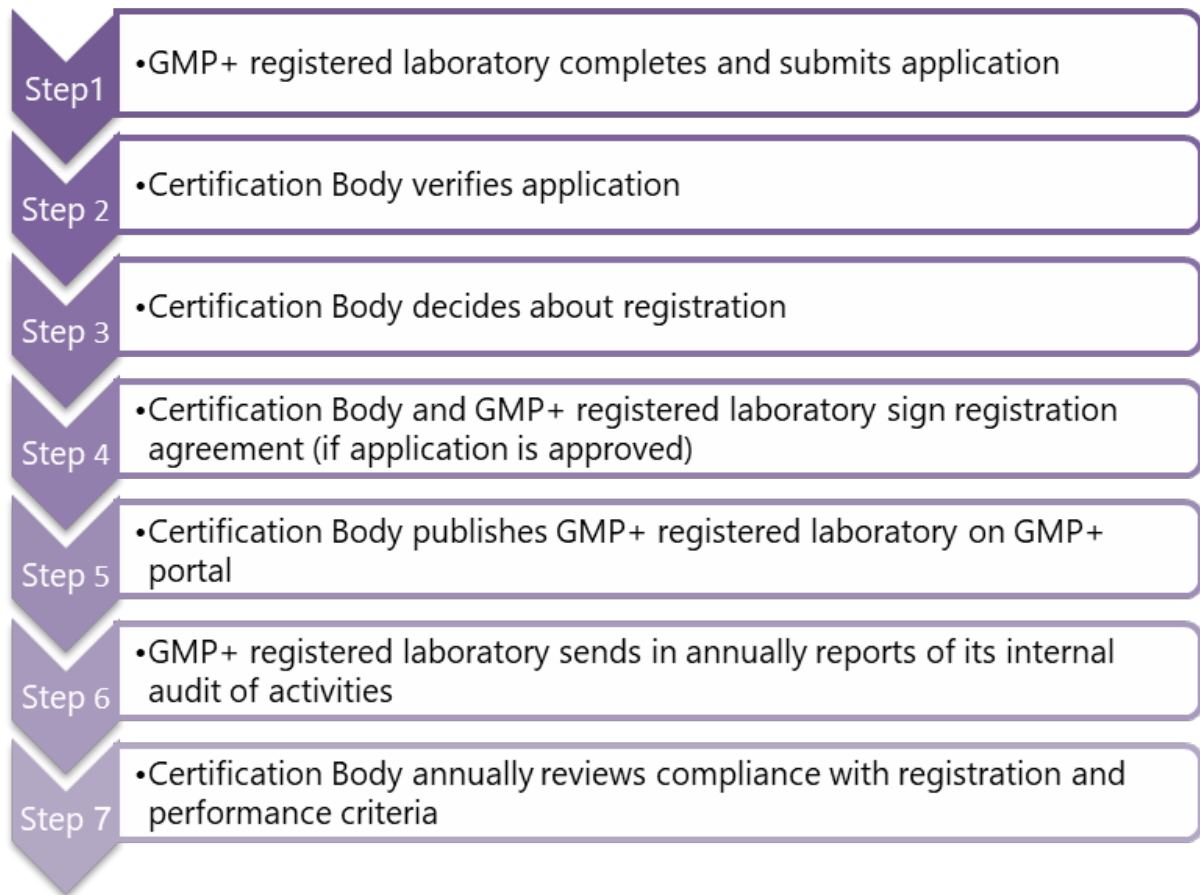 Step1
•GMP+ registered laboratory completes and submits application
Step 2
•Certification Body verifies application
Step 3
•Certification Body decides about registration
Step 4
•Certification Body and GMP+ registered laboratory sign registration
agreement (if application is approved)
Step 5
•Certification Body publishes GMP+ registered laboratory on GMP+
portal
Step 6
•GMP+ registered laboratory sends in annually reports of its internal
audit of activities
Step 7
•Certification Body annually reviews compliance with registration and
performance criteria